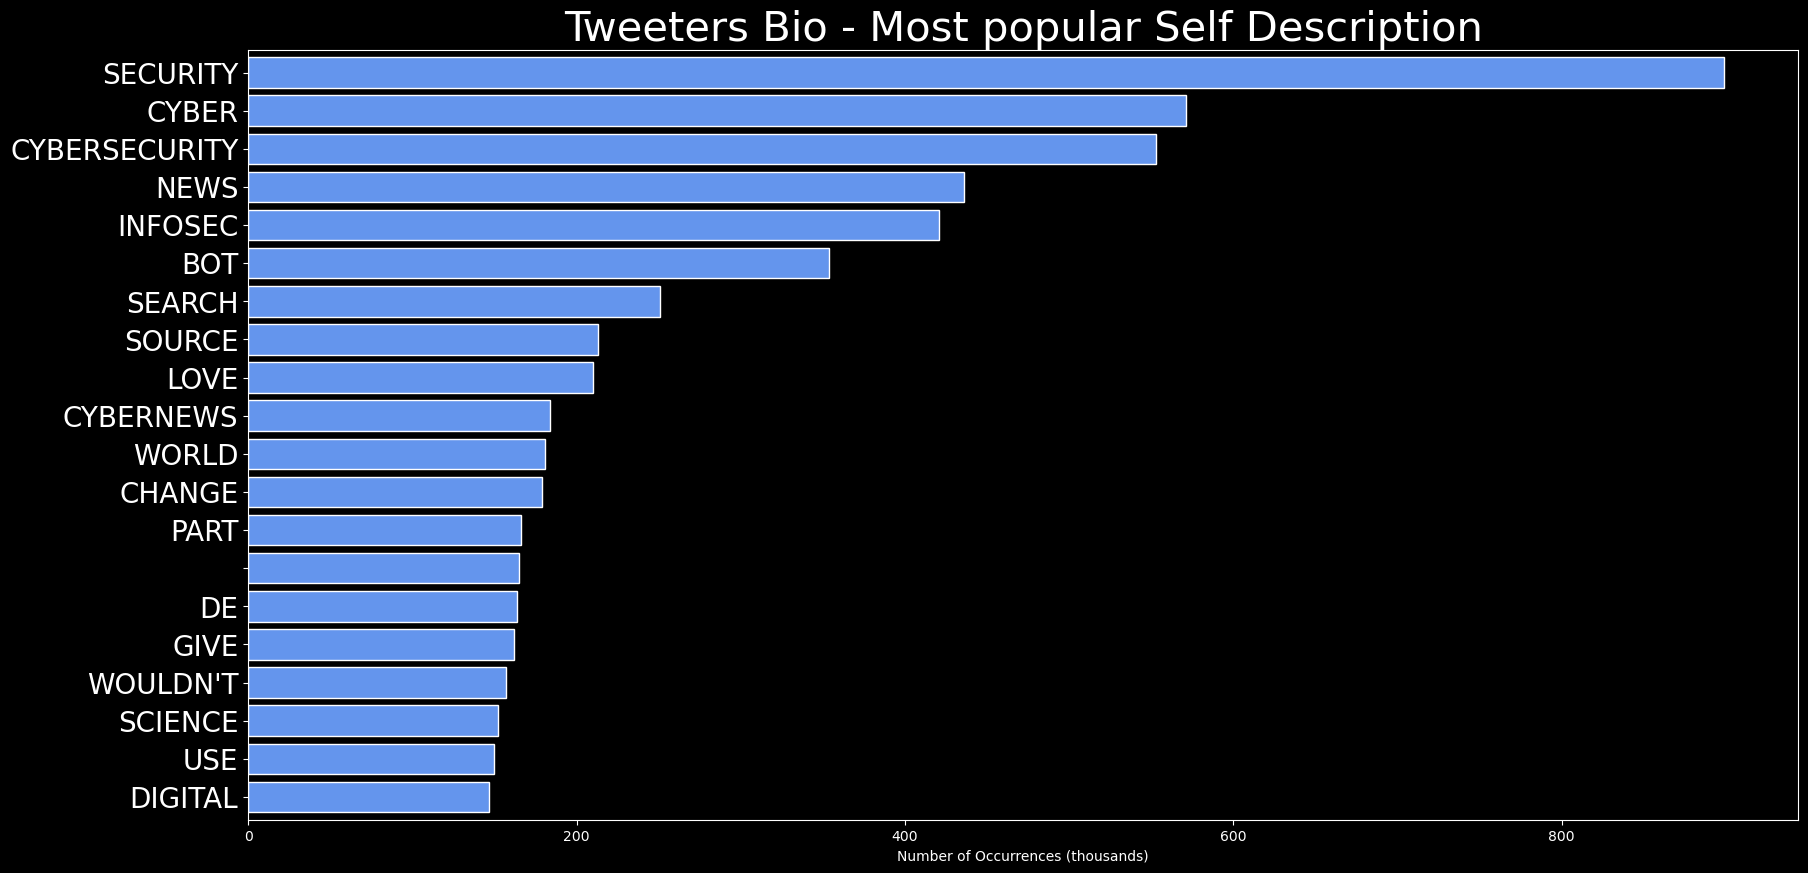 Tweeters Bio - Most popular Self Description
SECURITY
CYBER
CYBERSECURITY
NEWS
INFOSEC
BOT
SEARCH
SOURCE
LOVE
CYBERNEWS
WORLD
CHANGE
PART
DE
GIVE
WOULDN'T
SCIENCE
USE
DIGITAL
0 200 400 600 800
Number of Occurrences (thousands)